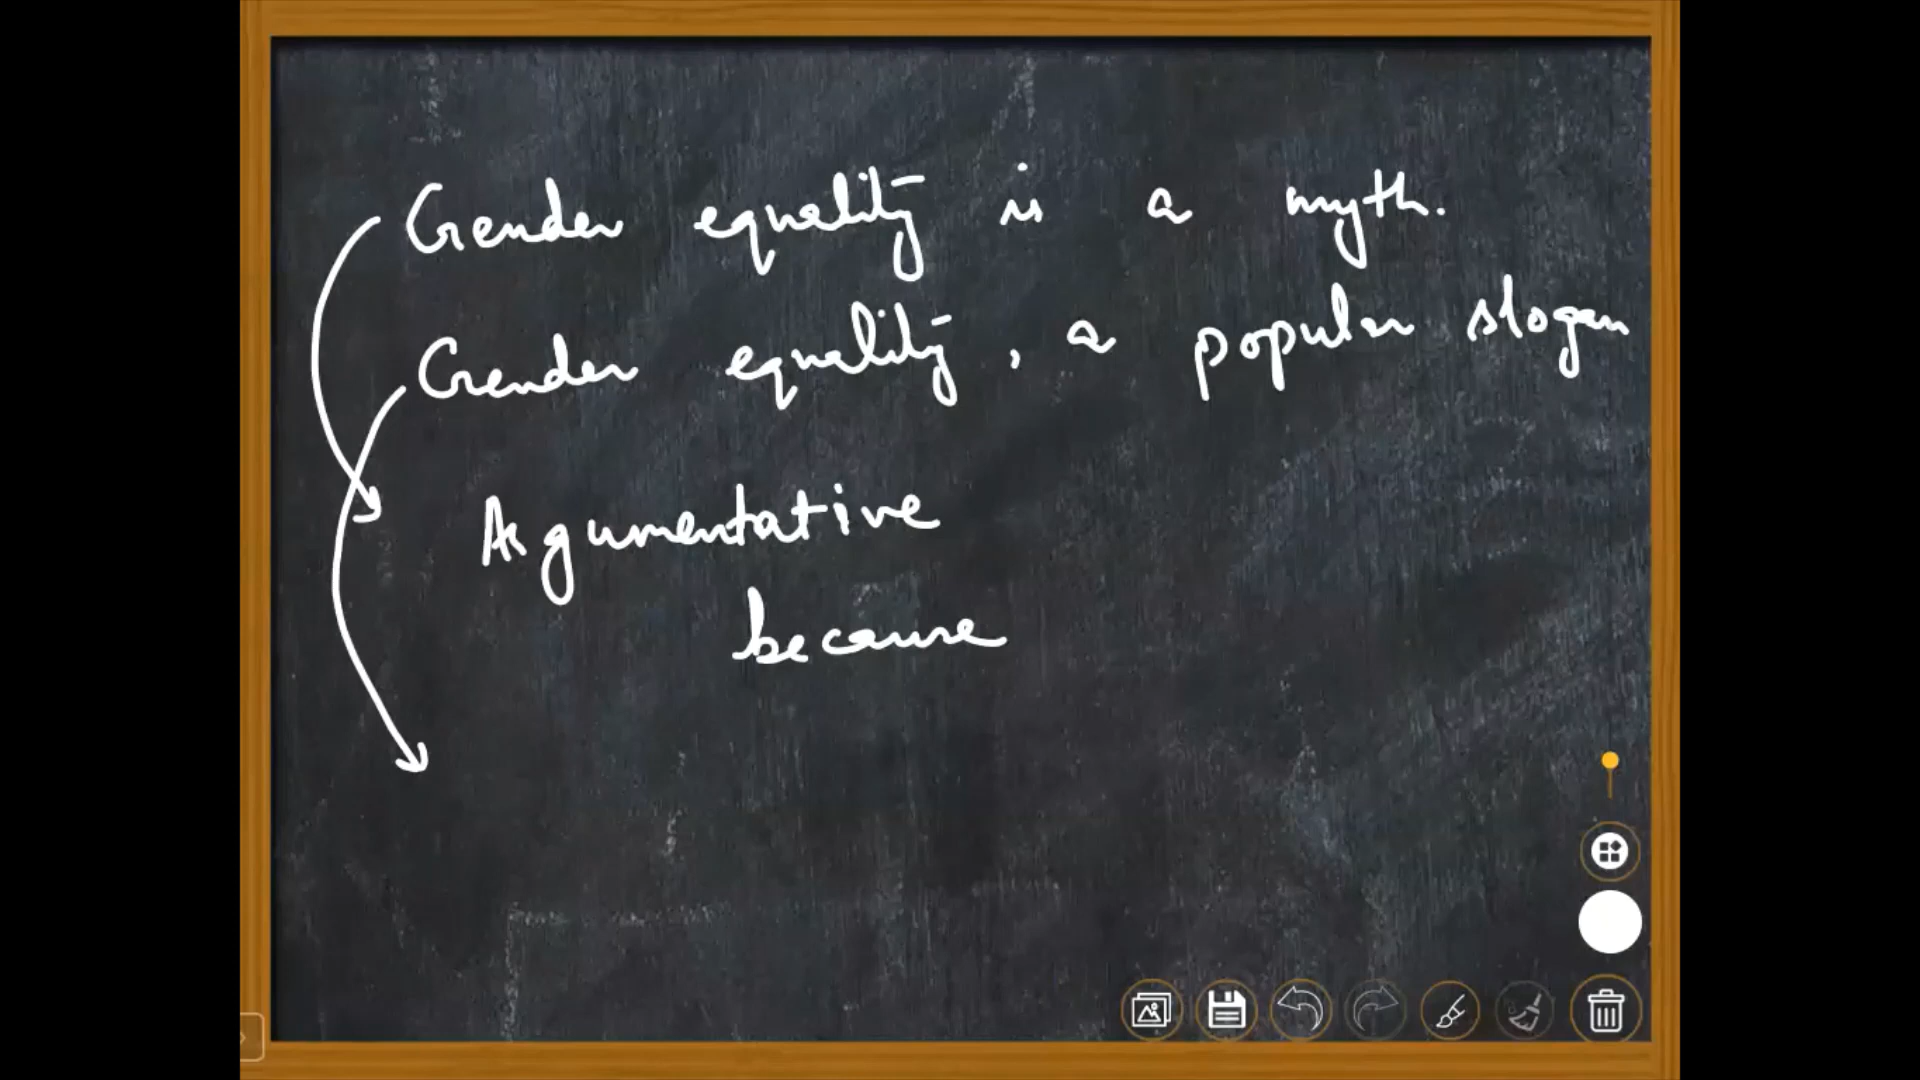 Gender equality is a myth.
Gender equality, a popular slogan
Argumentative
because